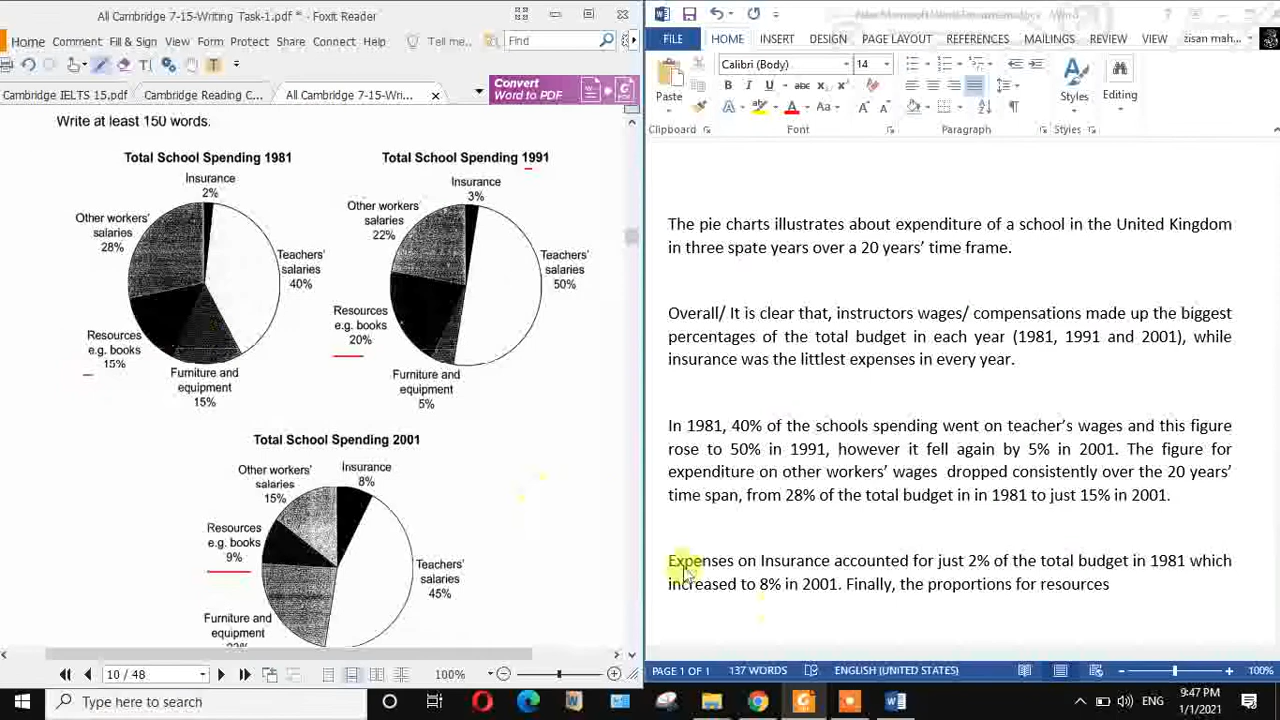 All Cambridge 7-15-Writing Task-1.pdf * - Foxit Reader
Home Comment Fill & Sign View Form Protect Share Connect Help Tell me... Find
Cambridge IELTS 15.pdf Cambridge Rea All Cambridge 7-15-Wri...
Convert
Word to PDF
Write at least 150 words.
Total School Spending 1981
Insurance
2%
Other workers'
salaries
28%
Teachers'
salaries
40%
Resources
e.g. books
15%
Furniture and
equipment
15%
Total School Spending 1991
Insurance
3%
Other workers'
salaries
22%
Teachers'
salaries
50%
Resources
e.g. books
20%
Furniture and
equipment
5%
Total School Spending 2001
Other workers'
salaries
15%
Insurance
8%
Resources
e.g. books
9%
Teachers'
salaries
45%
Furniture and
equipment
10 / 48
100%
Word
FILE HOME INSERT DESIGN PAGE LAYOUT REFERENCES MAILINGS REVIEW VIEW zisan mah...
Calibri (Body) 14
Paste
Styles
Editing
Clipboard Font Paragraph Styles
The pie charts illustrates about expenditure of a school in the United Kingdom
in three spate years over a 20 years' time frame.
Overall/ It is clear that, instructors wages/ compensations made up the biggest
percentages of the total budget in each year (1981, 1991 and 2001), while
insurance was the littlest expenses in every year.
In 1981, 40% of the schools spending went on teacher's wages and this figure
rose to 50% in 1991, however it fell again by 5% in 2001. The figure for
expenditure on other workers' wages dropped consistently over the 20 years'
time span, from 28% of the total budget in in 1981 to just 15% in 2001.
Expenses on Insurance accounted for just 2% of the total budget in 1981 which
increased to 8% in 2001. Finally, the proportions for resources
PAGE 1 OF 1 137 WORDS ENGLISH (UNITED STATES) 100%
Type here to search
ENG
9:47 PM
1/1/2021